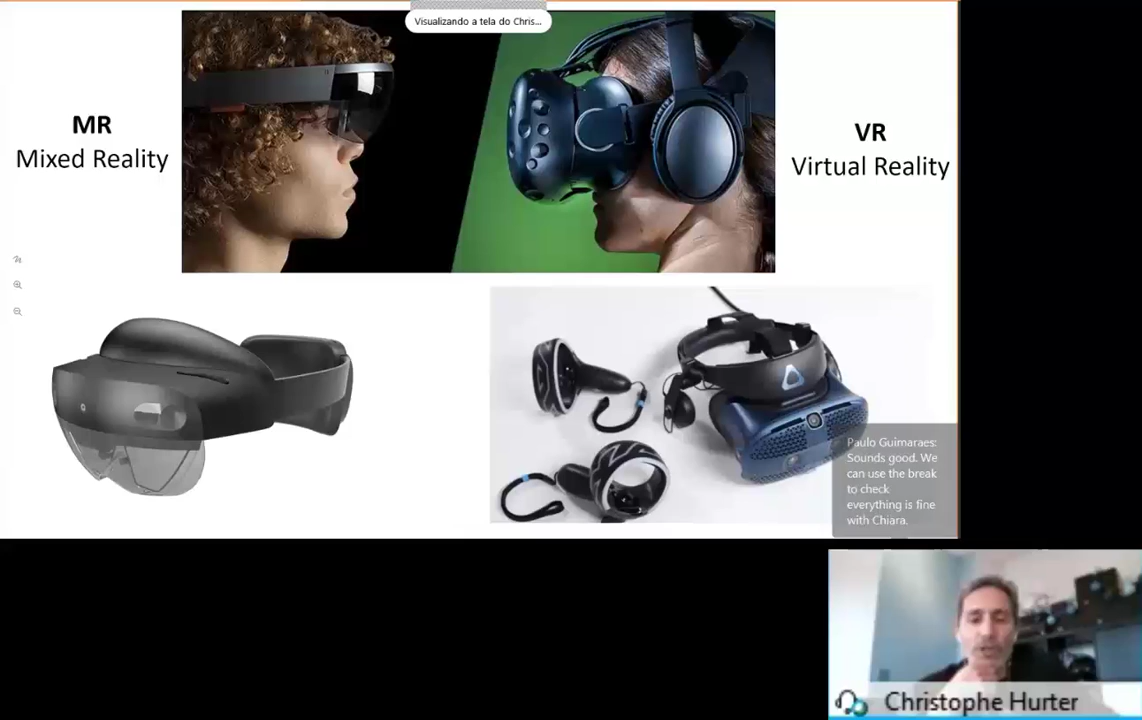 Visualizando a tela do Chris...
MR
Mixed Reality
VR
Virtual Reality
Paulo Guimaraes:
Sounds good. We
can use the break
to check
everything is fine
with Chiara.
Christophe Hurter